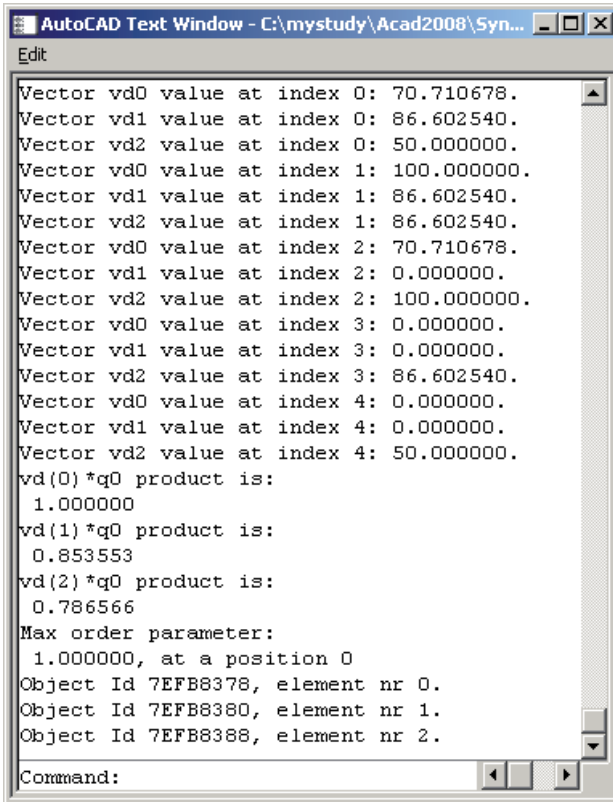 AutoCAD Text Window - C:\mystudy\Acad2008\Syn...
Edit
Vector vd0 value at index 0: 70.710678.
Vector vd1 value at index 0: 86.602540.
Vector vd2 value at index 0: 50.000000.
Vector vd0 value at index 1: 100.000000.
Vector vd1 value at index 1: 86.602540.
Vector vd2 value at index 1: 86.602540.
Vector vd0 value at index 2: 70.710678.
Vector vd1 value at index 2: 0.000000.
Vector vd2 value at index 2: 100.000000.
Vector vd0 value at index 3: 0.000000.
Vector vd1 value at index 3: 0.000000.
Vector vd2 value at index 3: 86.602540.
Vector vd0 value at index 4: 0.000000.
Vector vd1 value at index 4: 0.000000.
Vector vd2 value at index 4: 50.000000.
vd(0)*q0 product is:
1.000000
vd(1)*q0 product is:
0.853553
vd(2)*q0 product is:
0.786566
Max order parameter:
1.000000, at a position 0
Object Id 7EFB8378, element nr 0.
Object Id 7EFB8380, element nr 1.
Object Id 7EFB8388, element nr 2.
Command: